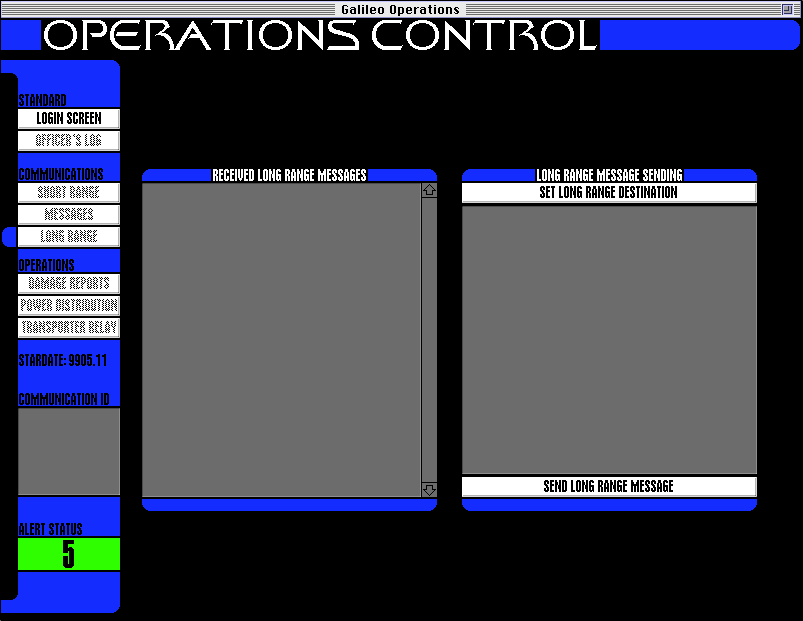 Galileo Operations
OPERATIONS CONTROL
STANDARD
LOGIN SCREEN
OFFICER'S LOG
COMMUNICATIONS
SHORT RANGE
MESSAGES
LONG RANGE
OPERATIONS
DAMAGE REPORTS
POWER DISTRIBUTION
TRANSPORTER RELAY
STARDATE: 9905.11
COMMUNICATION ID
ALERT STATUS
5
RECEIVED LONG RANGE MESSAGES
LONG RANGE MESSAGE SENDING
SET LONG RANGE DESTINATION
SEND LONG RANGE MESSAGE